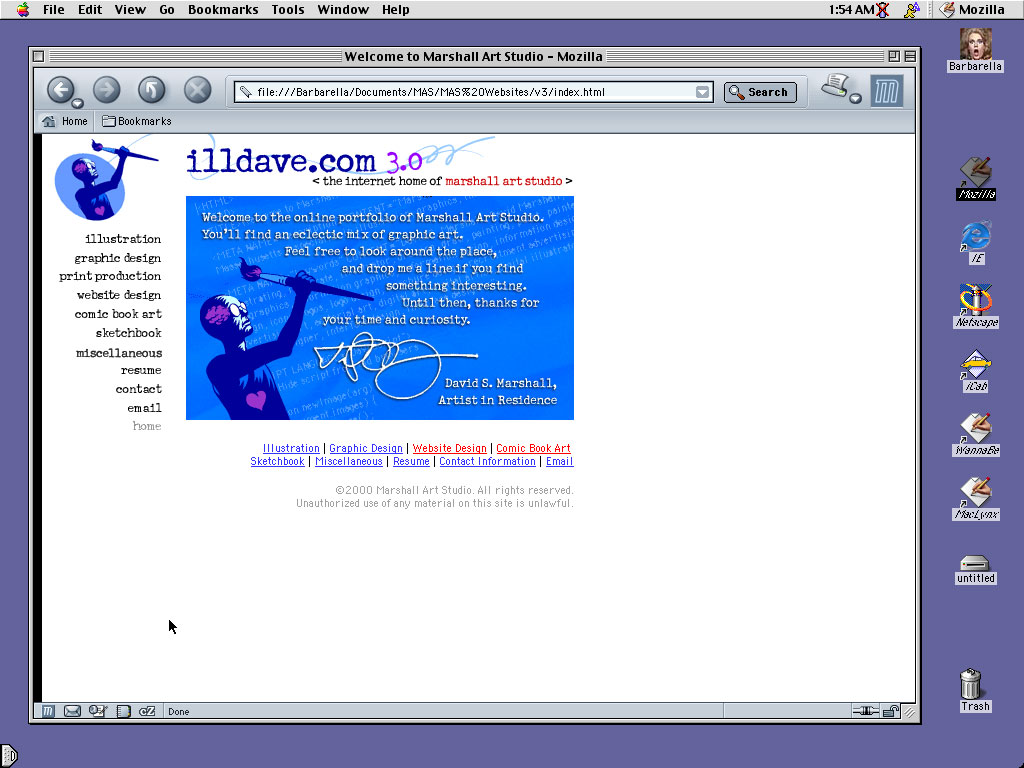 File Edit View Go Bookmarks Tools Window Help 1:54 AM Mozilla
Barbarella
Welcome to Marshall Art Studio - Mozilla
file:///Barbarella/Documents/MAS/MAS%20Websites/v3/index.html Search
Home Bookmarks
illdave.com 3.0
< the internet home of marshall art studio >
illustration
graphic design
print production
website design
comic book art
sketchbook
miscellaneous
resume
contact
email
home
Welcome to the online portfolio of Marshall Art Studio.
You'll find an eclectic mix of graphic art.
Feel free to look around the place,
and drop me a line if you find
something interesting.
Until then, thanks for
your time and curiosity.
David S. Marshall,
Artist in Residence
Illustration | Graphic Design | Website Design | Comic Book Art
Sketchbook | Miscellaneous | Resume | Contact Information | Email
©2000 Marshall Art Studio. All rights reserved.
Unauthorized use of any material on this site is unlawful.
Mozilla
IE
Netscape
iCab
WannaBe
MacLynx
untitled
Trash
Done